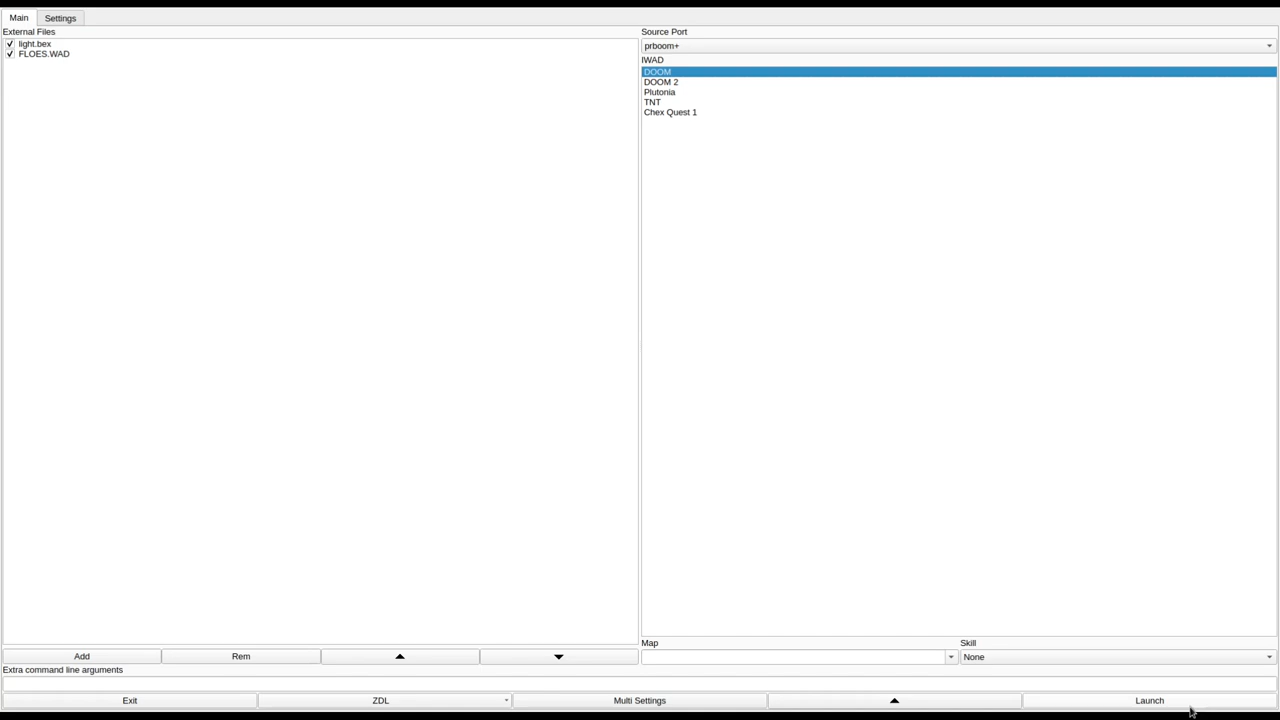 Main
Settings
External Files
light.bex
FLOES.WAD
Source Port
prboom+
IWAD
DOOM
DOOM 2
Plutonia
TNT
Chex Quest 1
Map
Skill
None
Add
Rem
Extra command line arguments
Exit
ZDL
Multi Settings
Launch